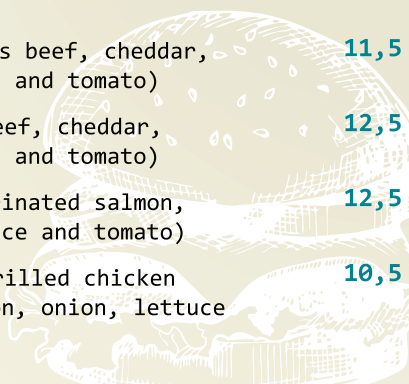 s beef, cheddar, 11,5
and tomato)
eef, cheddar, 12,5
and tomato)
inated salmon, 12,5
ce and tomato)
rilled chicken 10,5
n, onion, lettuce